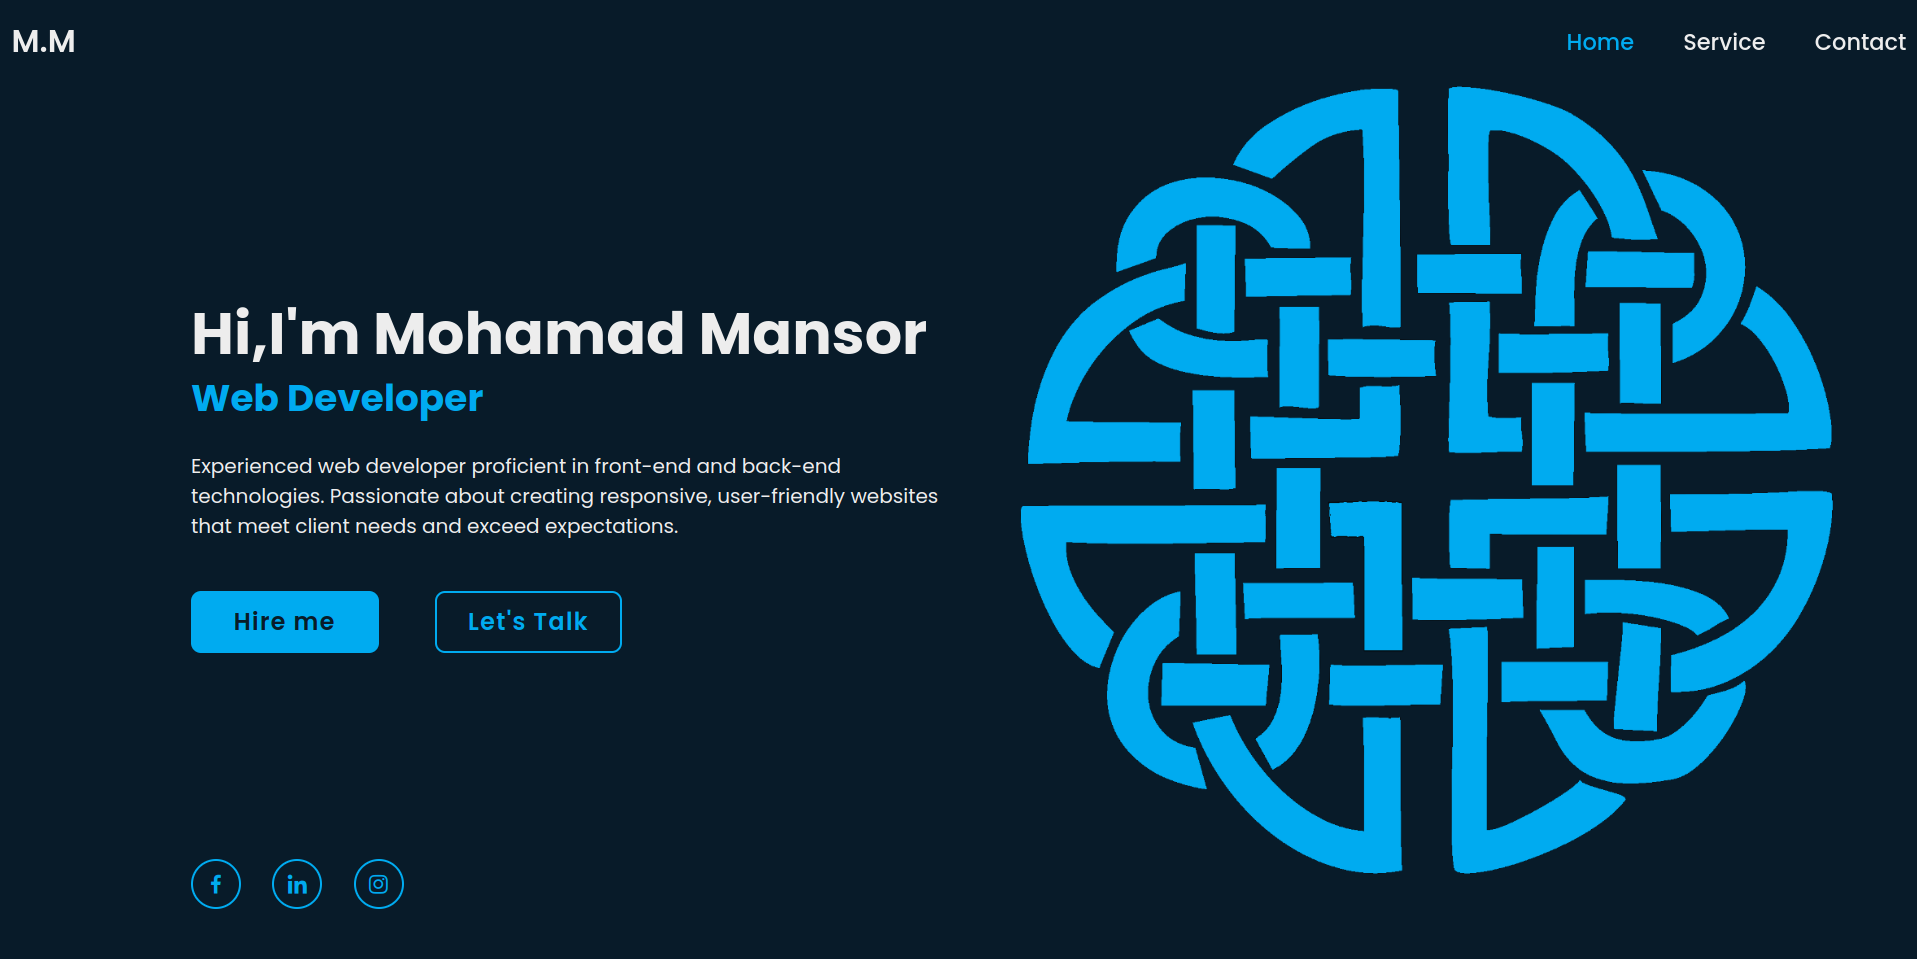 M.M
Home Service Contact
Hi,I'm Mohamad Mansor
Web Developer
Experienced web developer proficient in front-end and back-end
technologies. Passionate about creating responsive, user-friendly websites
that meet client needs and exceed expectations.
Hire me
Let's Talk